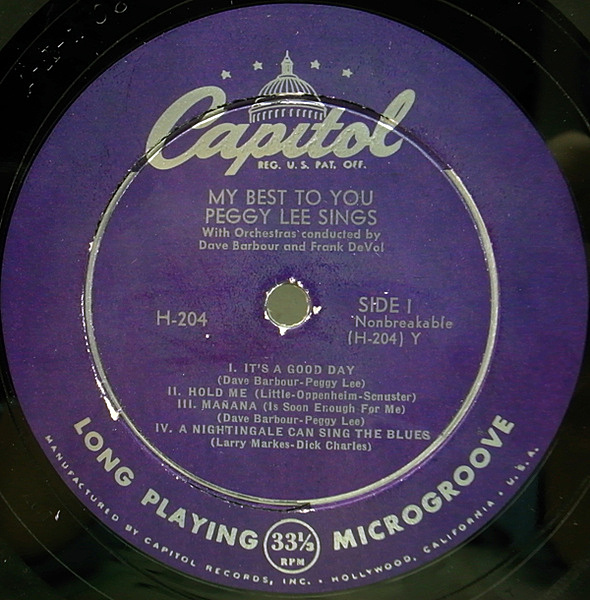 Capitol
REG. U. S. PAT. OFF.
MY BEST TO YOU
PEGGY LEE SINGS
With Orchestras conducted by
Dave Barbour and Frank DeVol
H-204
SIDE I
Nonbreakable
(H-204) Y
I. IT'S A GOOD DAY
(Dave Barbour-Peggy Lee)
II. HOLD ME (Little-Oppenheim-Schuster)
III. MAÑANA (Is Soon Enough For Me)
(Dave Barbour-Peggy Lee)
IV. A NIGHTINGALE CAN SING THE BLUES
(Larry Markes-Dick Charles)
LONG PLAYING 33⅓ RPM MICROGROOVE
MANUFACTURED BY CAPITOL RECORDS, INC. • HOLLYWOOD, CALIFORNIA • U.S.A.